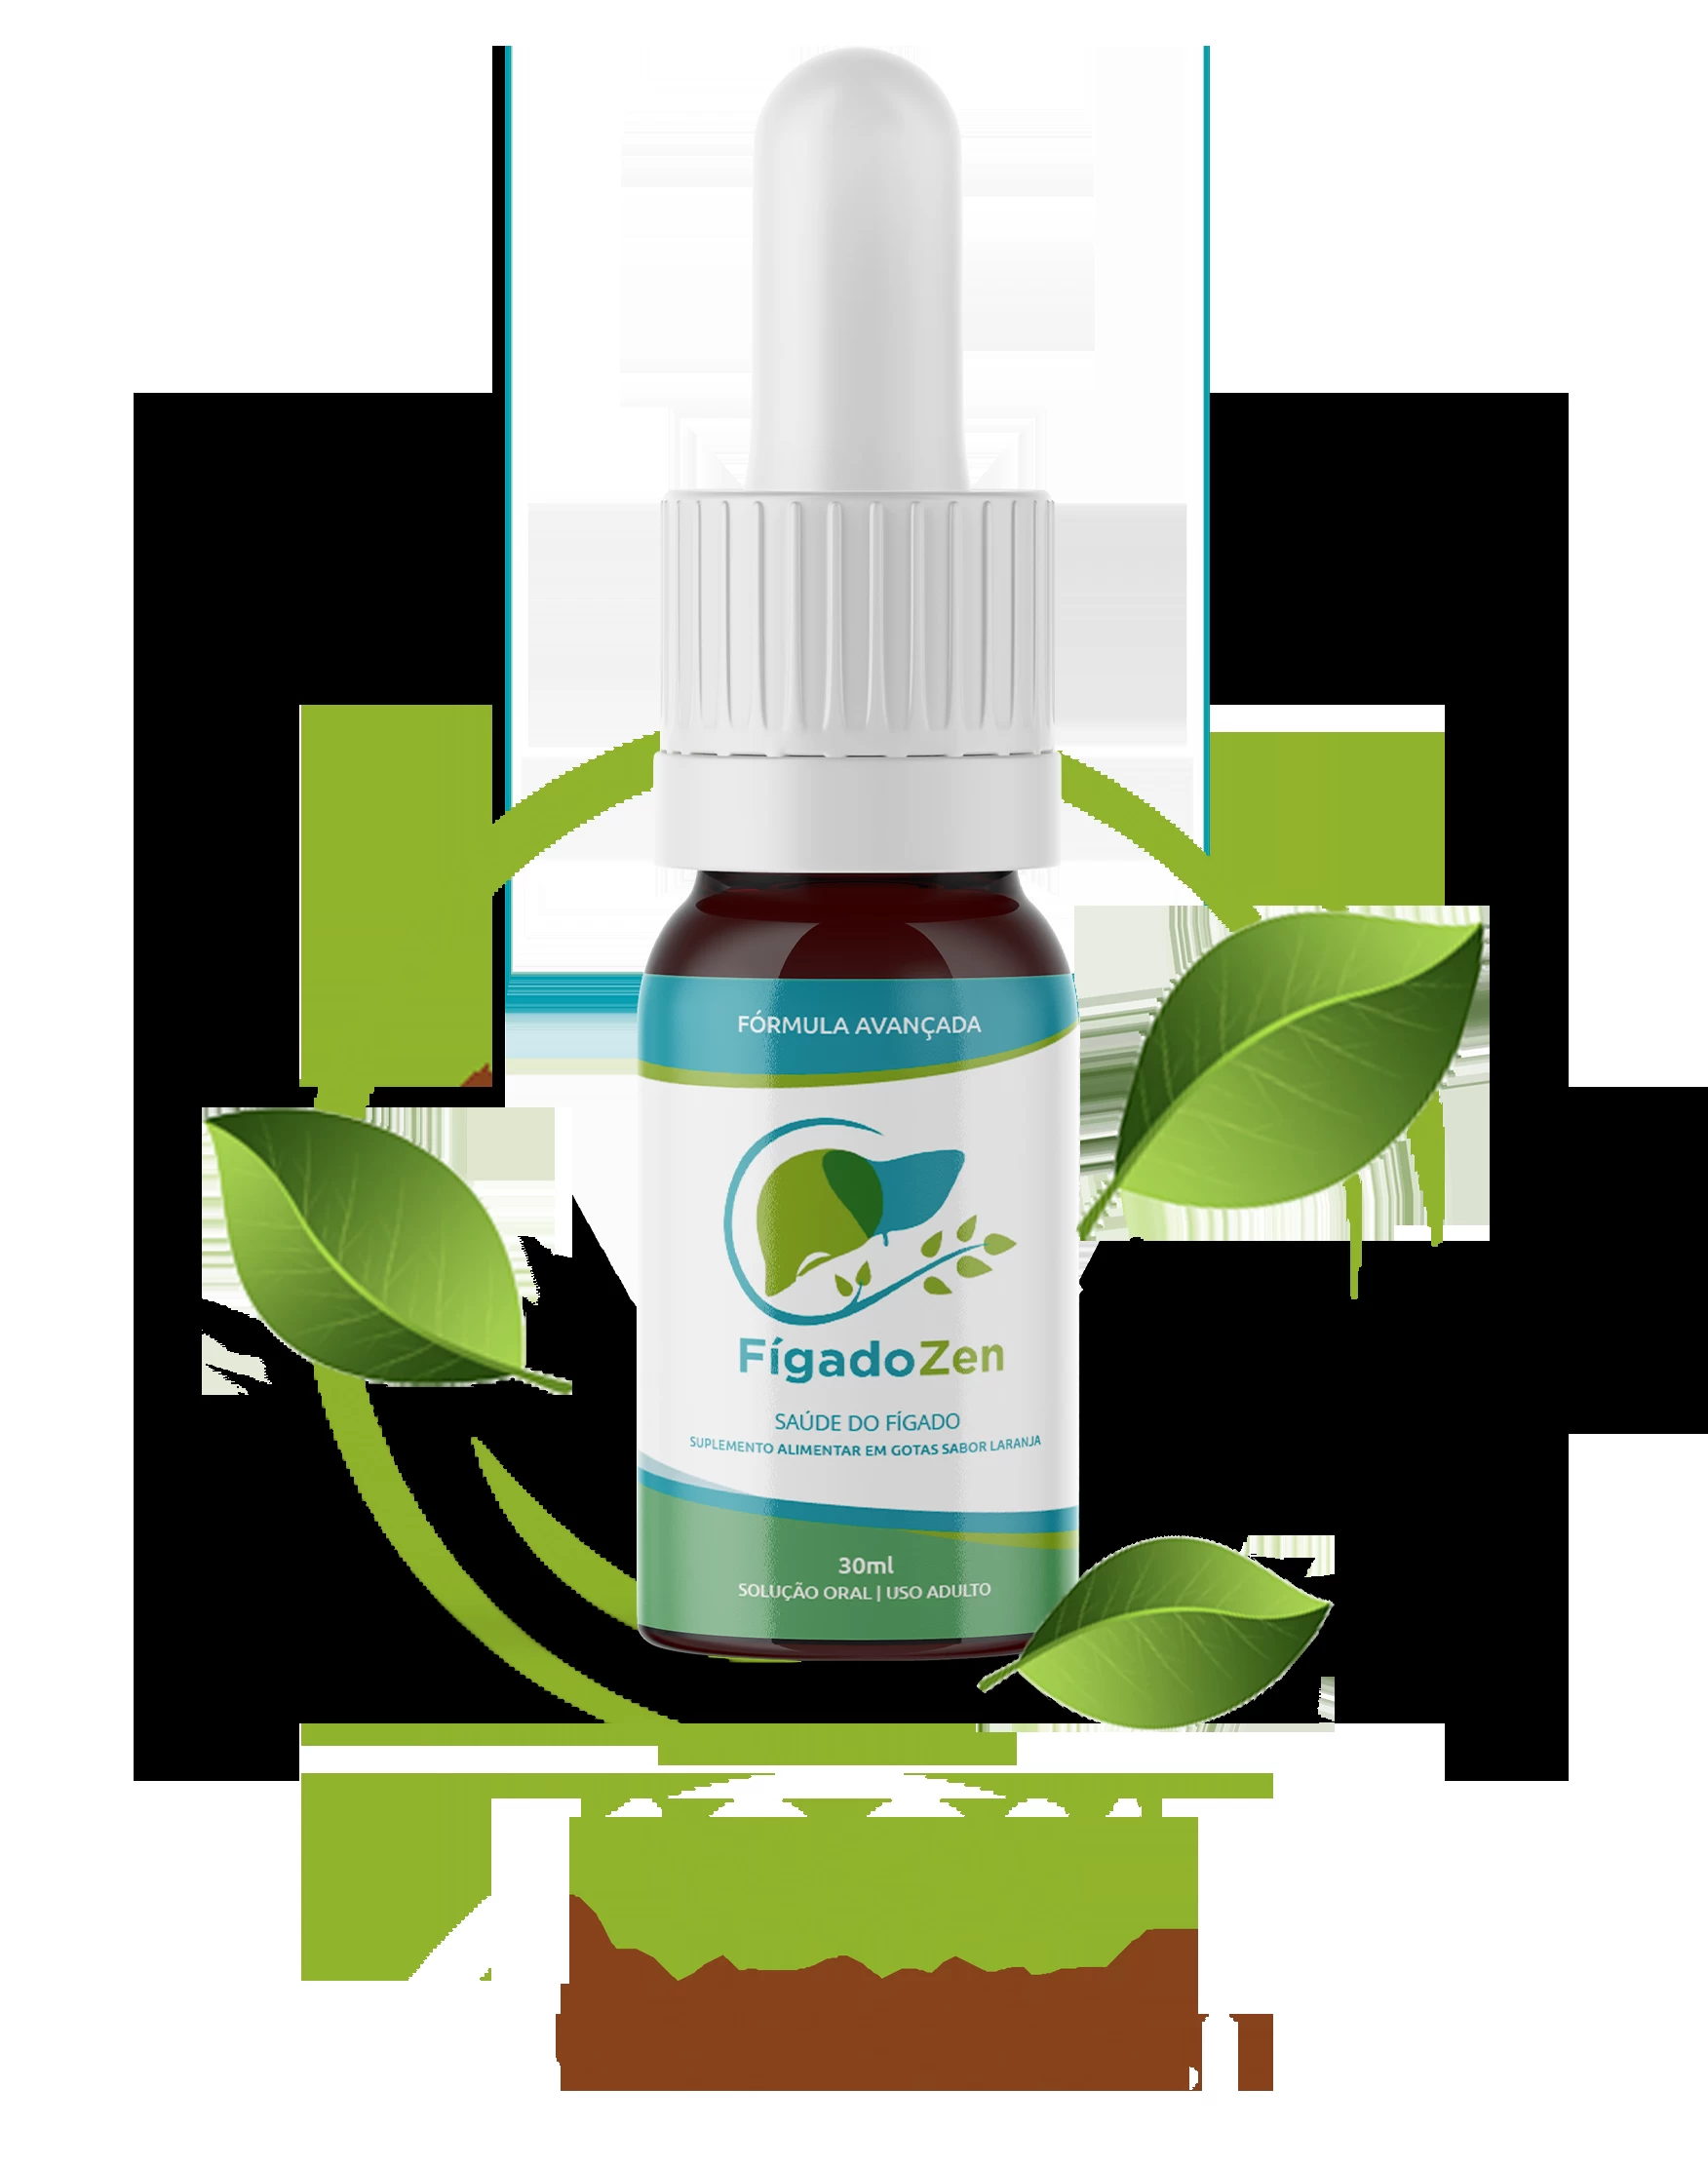 FÓRMULA AVANÇADA
FígadoZen
SAÚDE DO FÍGADO
SUPLEMENTO ALIMENTAR EM GOTAS SABOR LARANJA
30ml
SOLUÇÃO ORAL | USO ADULTO